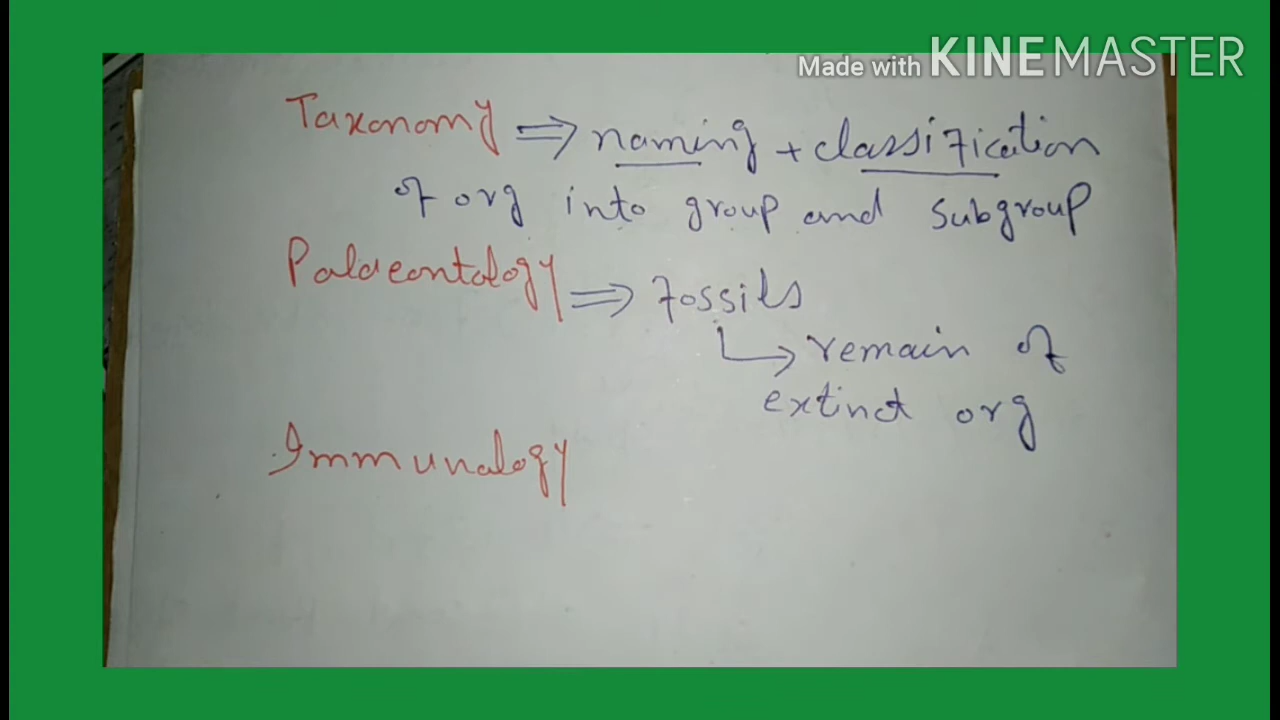 Made with KINEMASTER
Taxonomy ⇒ naming + classification
of org into group and subgroup
Palaeontology ⇒ Fossils
↳ remain of
extinct org
Immunology